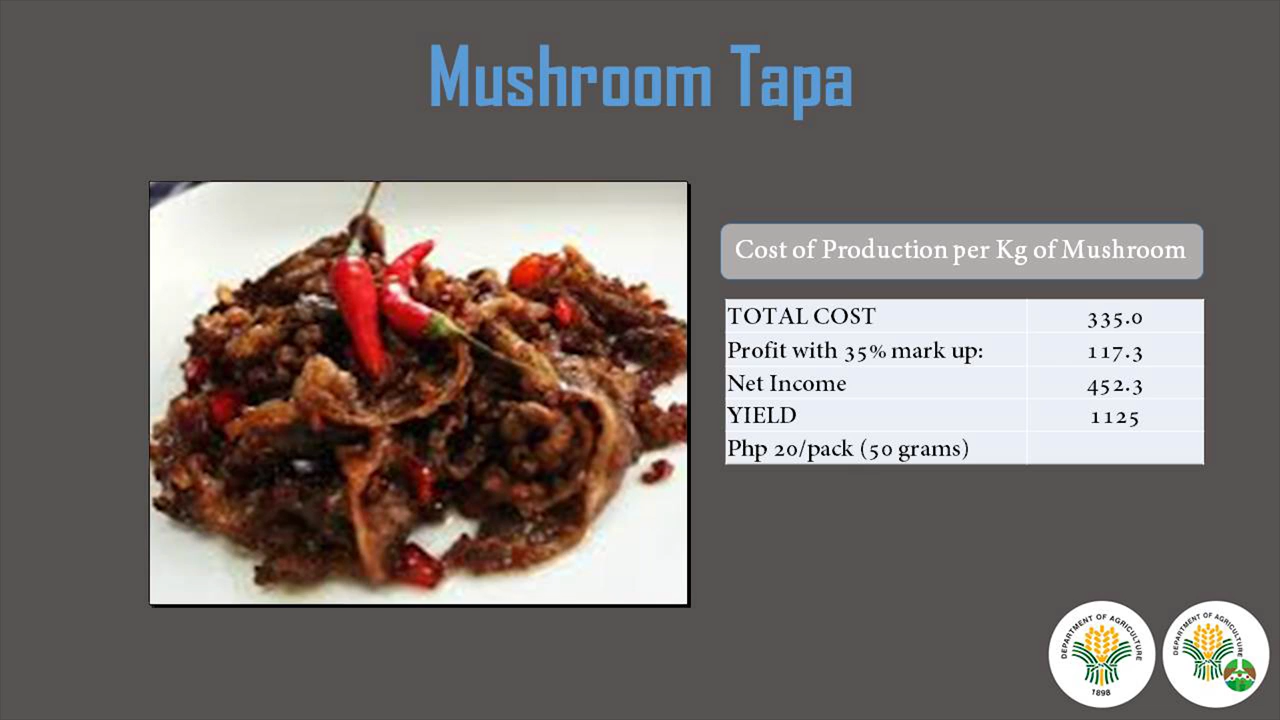 Mushroom Tapa
Cost of Production per Kg of Mushroom
TOTAL COST 335.0
Profit with 35% mark up: 117.3
Net Income 452.3
YIELD 1125
Php 20/pack (50 grams)
DEPARTMENT OF AGRICULTURE
1898
DEPARTMENT OF AGRICULTURE